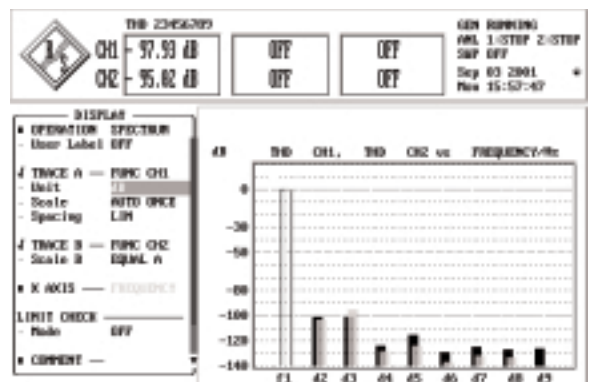 THD 23456789
CH1 - 97.93 dB OFF OFF
CH2 - 95.02 dB OFF OFF
GEN RUNNING
ANL 1:STOP 2:STOP
SWP OFF
Sep 03 2001
Mon 15:57:47
DISPLAY
OPERATION SPECTRUM
User Label OFF
TRACE A — FUNC CH1
Unit dB
Scale AUTO ONCE
Spacing LIN
TRACE B — FUNC CH2
Scale B EQUAL A
X AXIS — FREQUENCY
LIMIT CHECK
Mode OFF
COMMENT —
dB THD CH1, THD CH2 vs FREQUENCY/Hz
0
-30
-50
-80
-100
-120
-140
f1 d2 d3 d4 d5 d6 d7 d8 d9